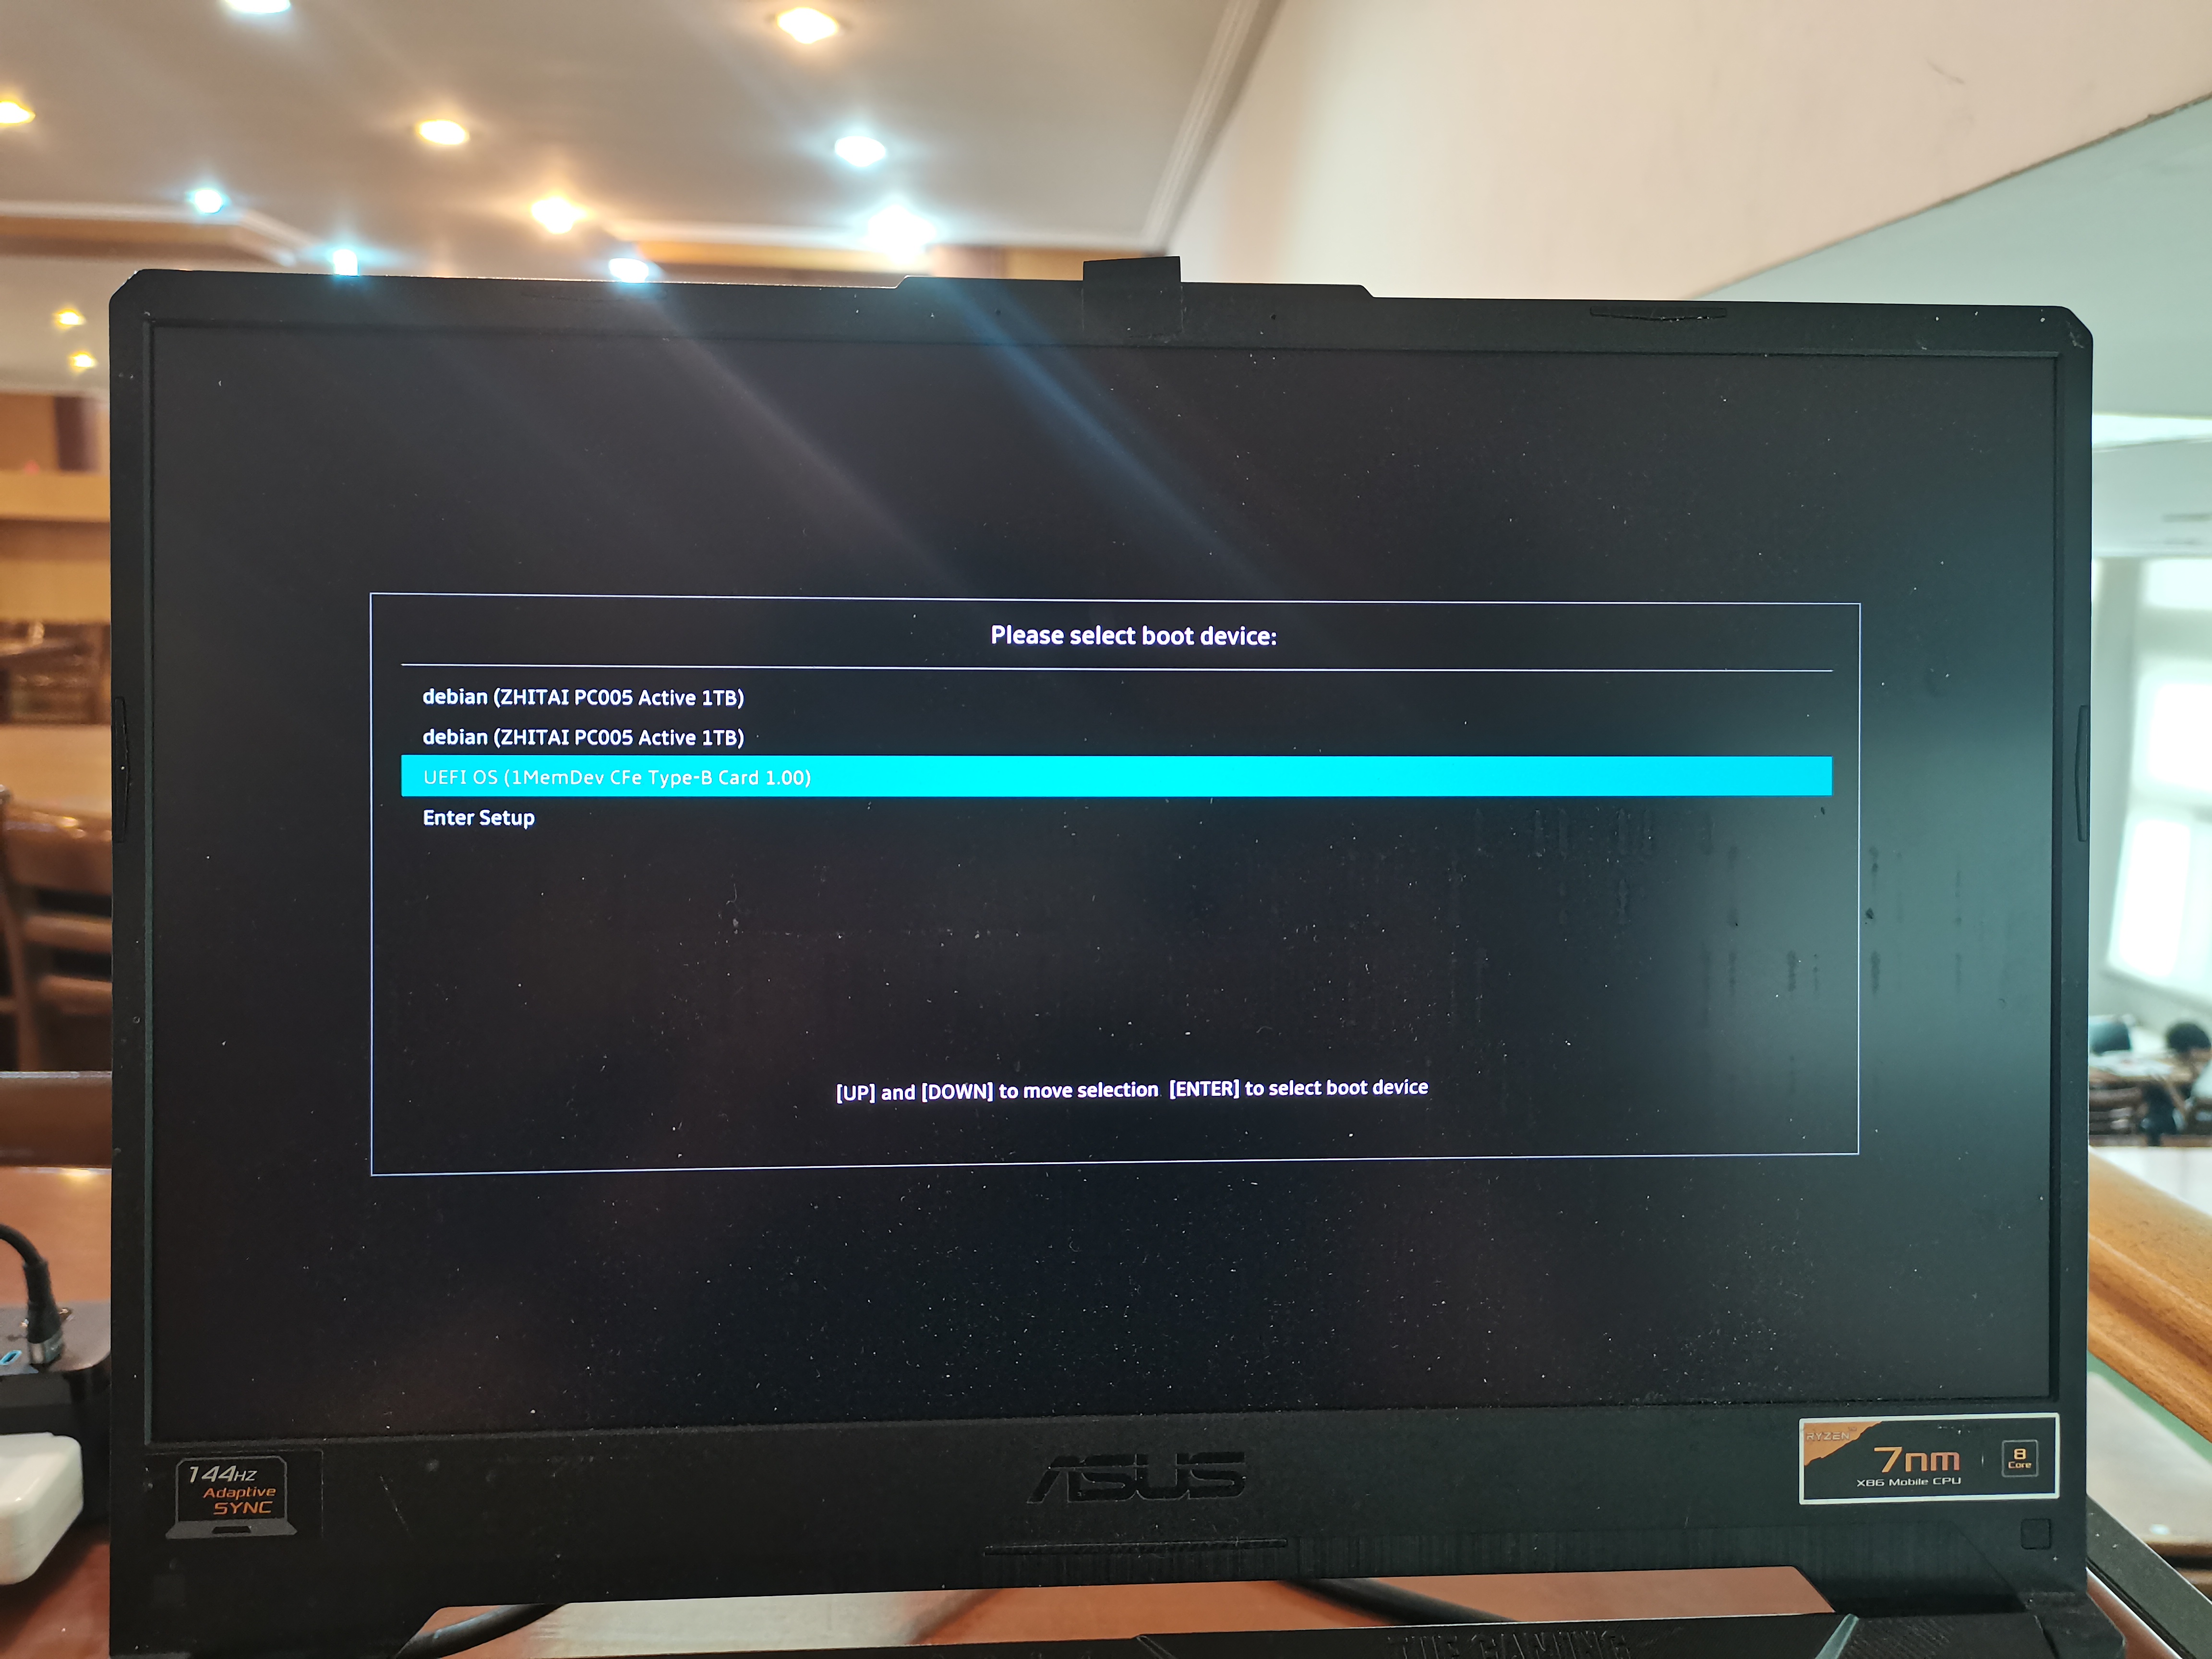 Please select boot device:
debian (ZHITAI PC005 Active 1TB)
debian (ZHITAI PC005 Active 1TB)
UEFI OS (1MemDev CFe Type-B Card 1.00)
Enter Setup
[UP] and [DOWN] to move selection [ENTER] to select boot device
144HZ
Adaptive
SYNC
ASUS
RYZEN
7nm
X86 Mobile CPU
8
Core
TUF GAMING